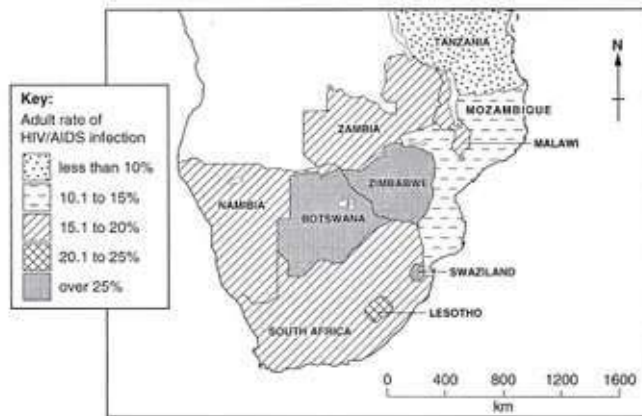 TANZANIA
N
Key:
Adult rate of
HIV/AIDS infection
less than 10%
10.1 to 15%
15.1 to 20%
20.1 to 25%
over 25%
MOZAMBIQUE
ZAMBIA
MALAWI
ZIMBABWE
NAMIBIA
BOTSWANA
SWAZILAND
LESOTHO
SOUTH AFRICA
0 400 800 1200 1600
km